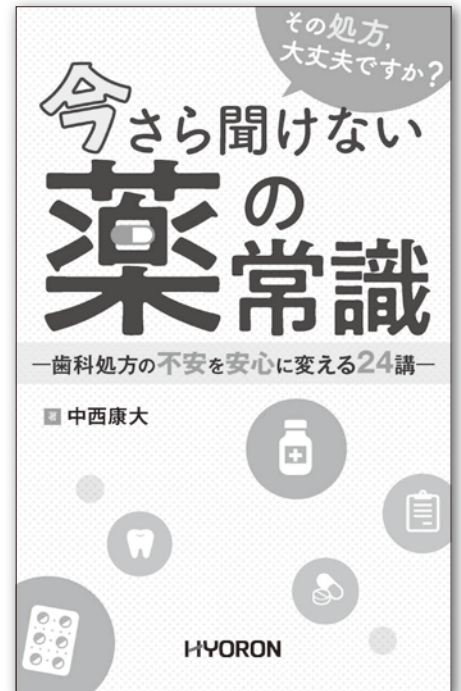 その処方,
大丈夫ですか?
今さら聞けない
薬の
常識
―歯科処方の不安を安心に変える24講―
著 中西康大
HYORON